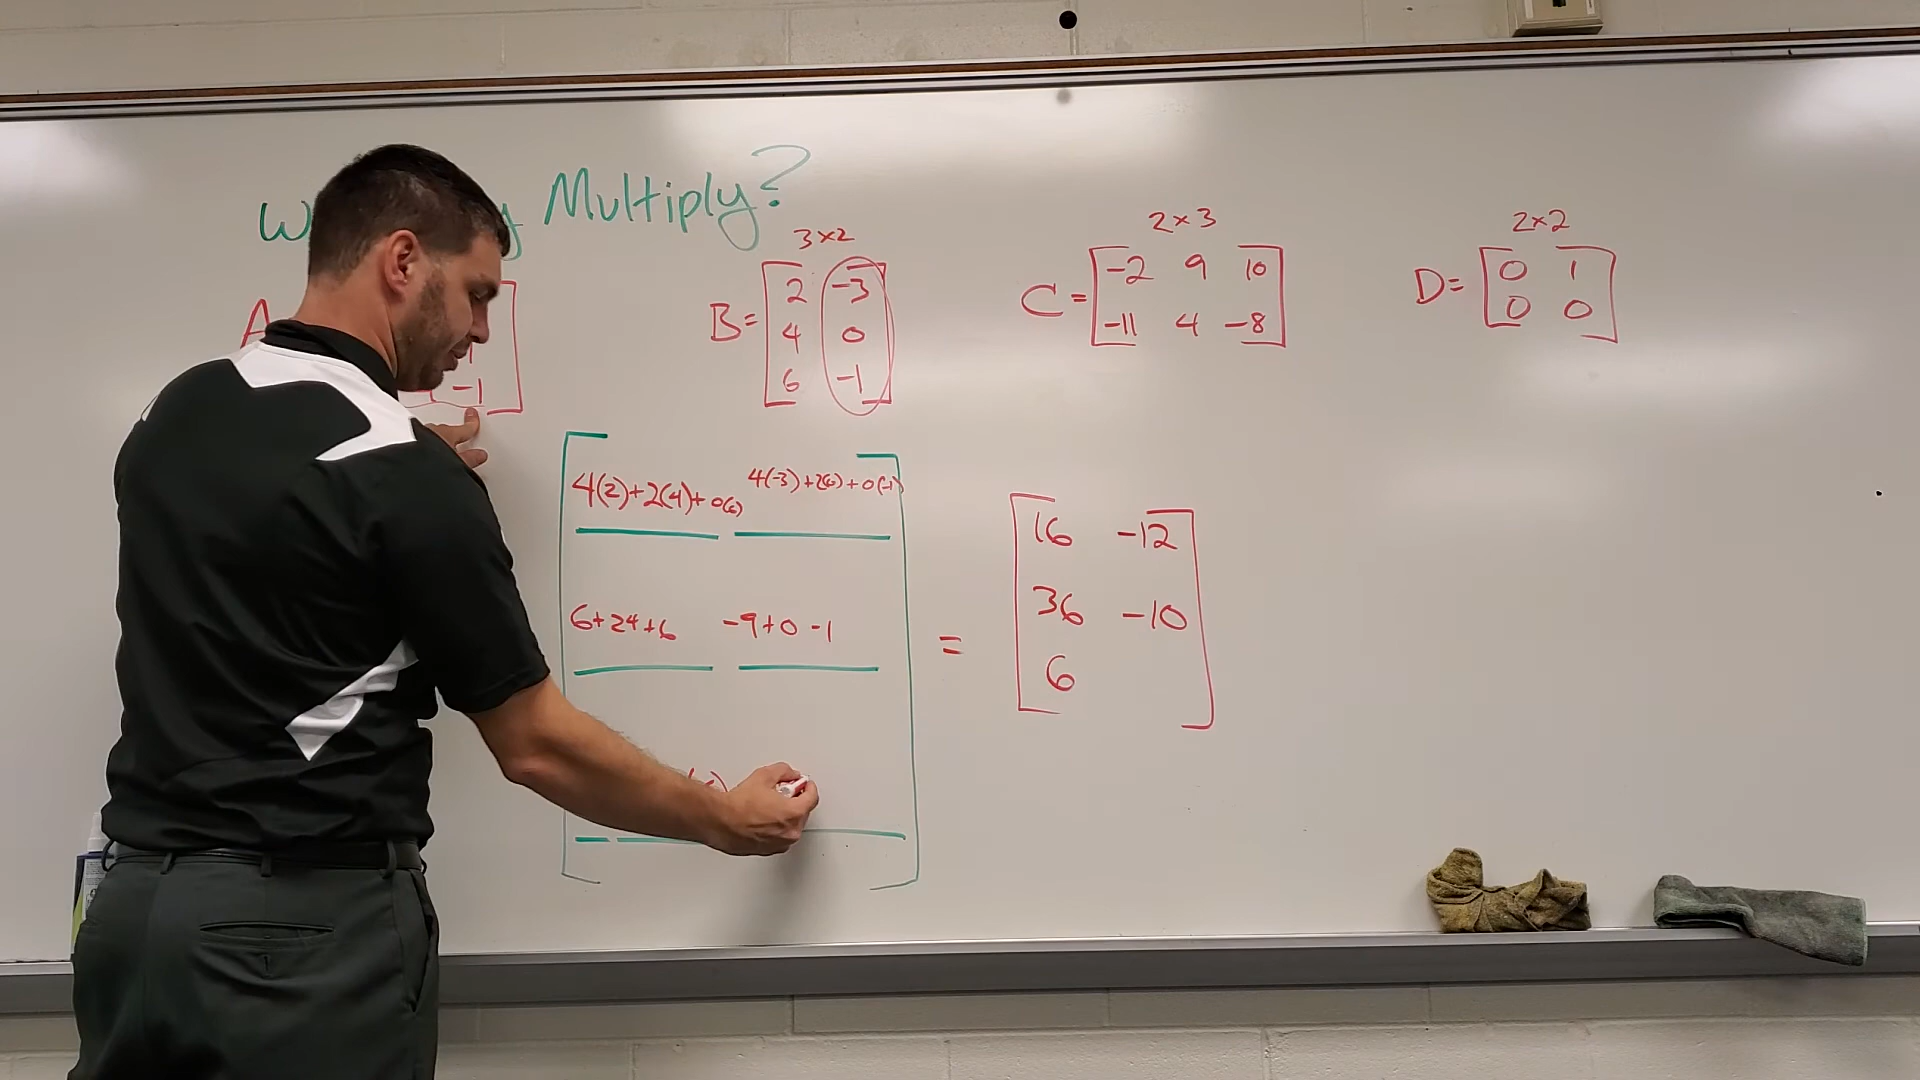 Multiply?
A
-1
3×2
B = [2 -3
4 0
6 -1]
2×3
C = [-2 9 10
-11 4 -8]
2×2
D = [0 1
0 0]
4(2)+2(4)+0(6) 4(-3)+2(0)+0(-1)
6+24+6 -9+0-1
=
[16 -12
36 -10
6]